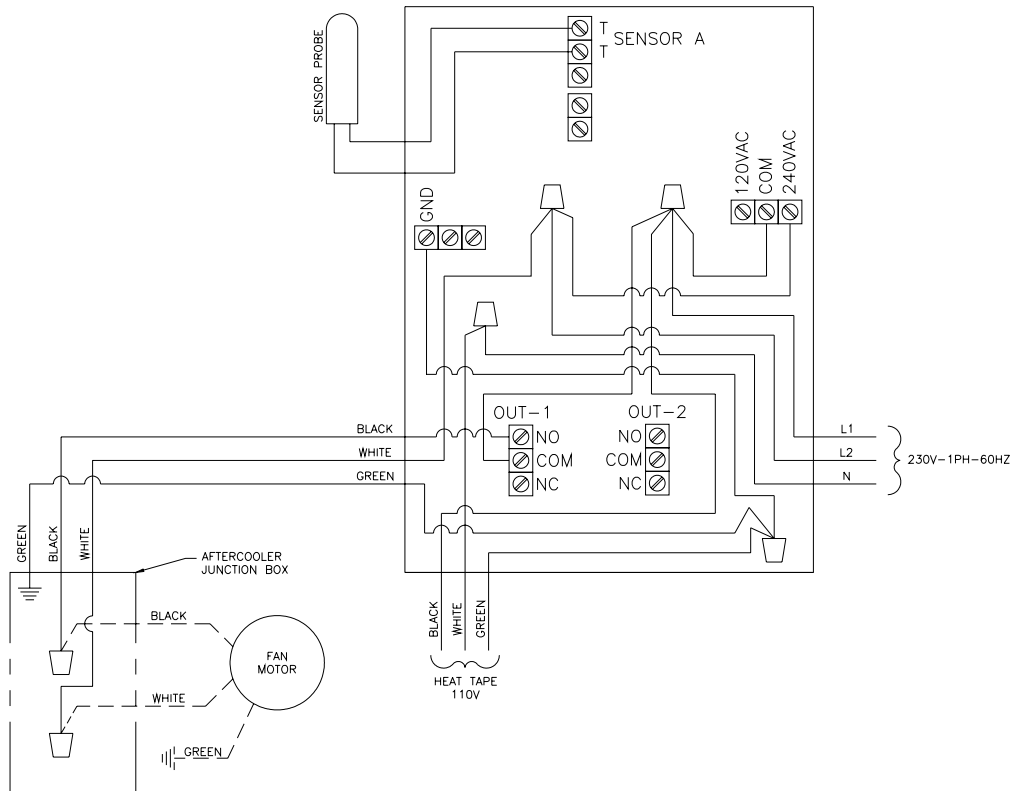 SENSOR PROBE
T
SENSOR A
T
120VAC
COM
240VAC
GND
OUT-1
OUT-2
NO
NO
COM
COM
NC
NC
BLACK
WHITE
GREEN
L1
L2
N
230V-1PH-60HZ
GREEN
BLACK
WHITE
AFTERCOOLER
JUNCTION BOX
BLACK
WHITE
GREEN
HEAT TAPE
110V
BLACK
FAN
MOTOR
WHITE
GREEN